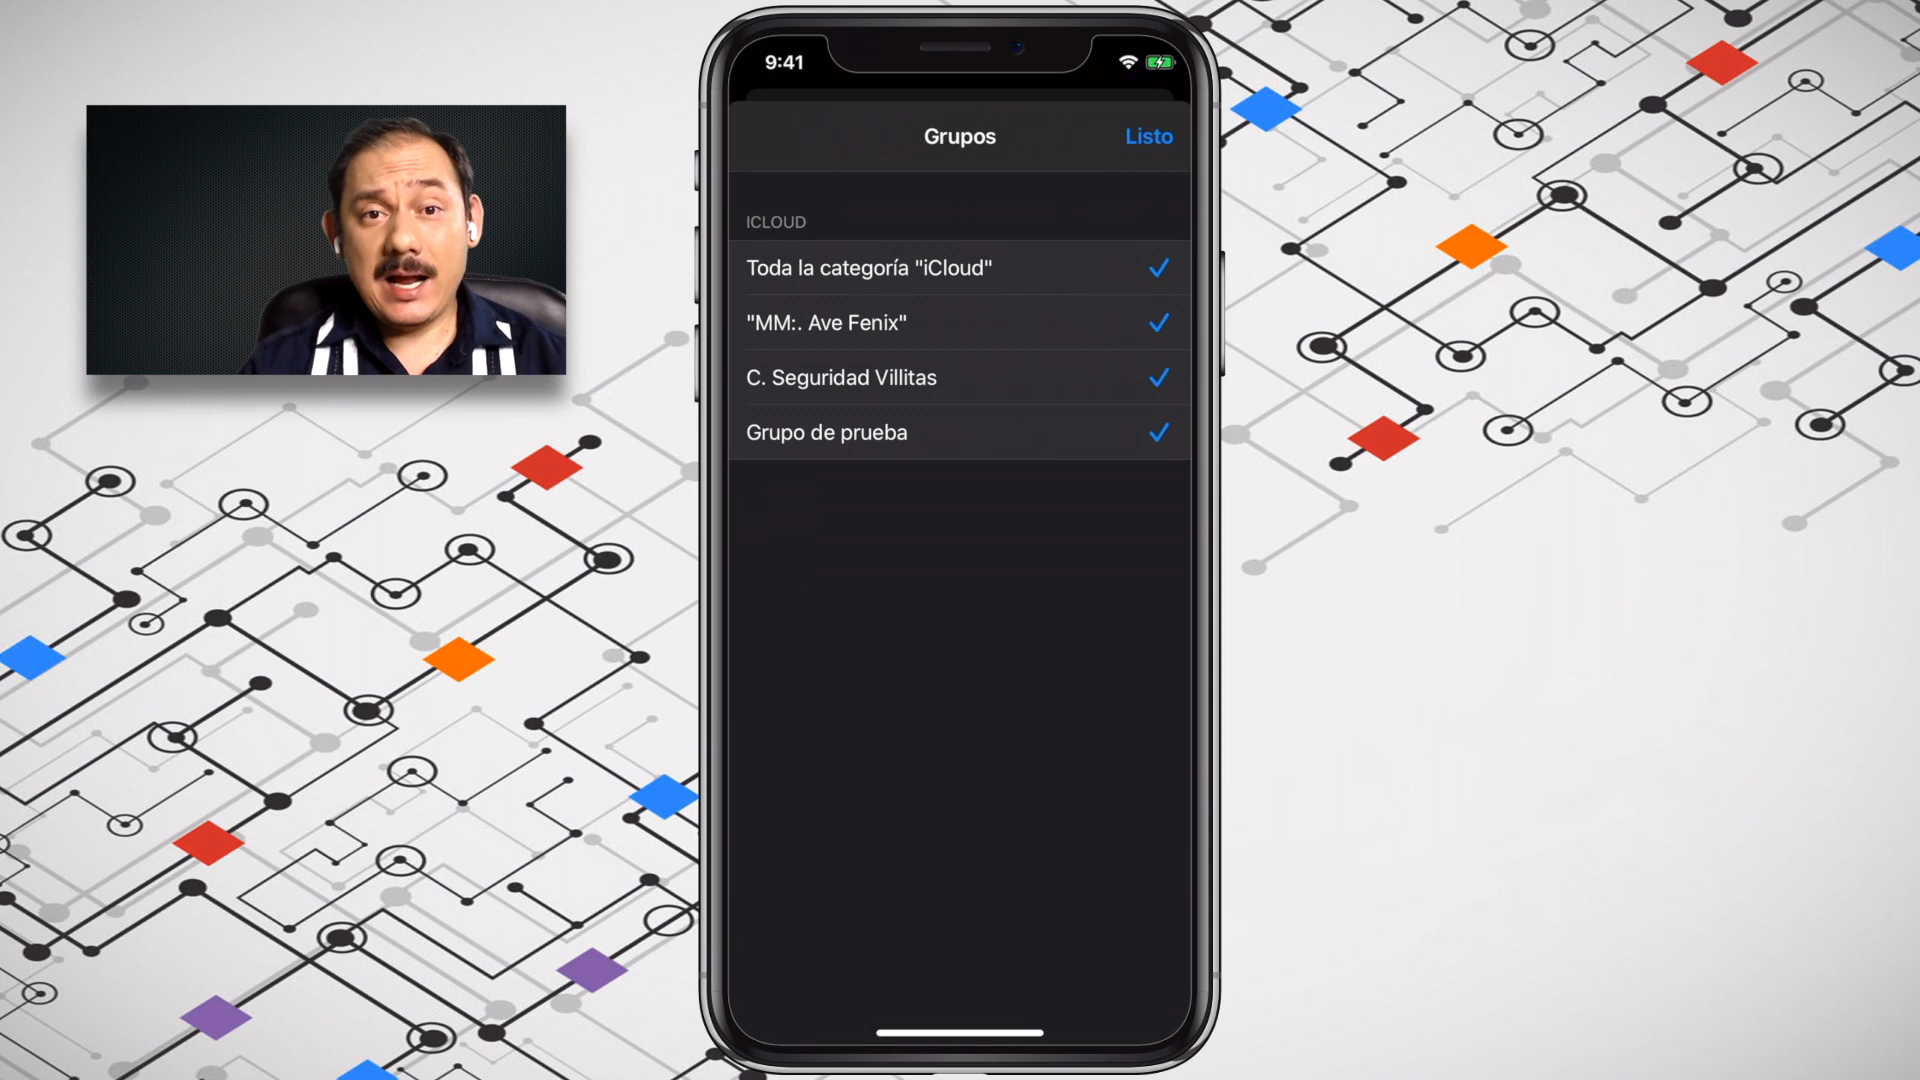 9:41
Grupos
Listo
ICLOUD
Toda la categoría "iCloud"
"MM:. Ave Fenix"
C. Seguridad Villitas
Grupo de prueba